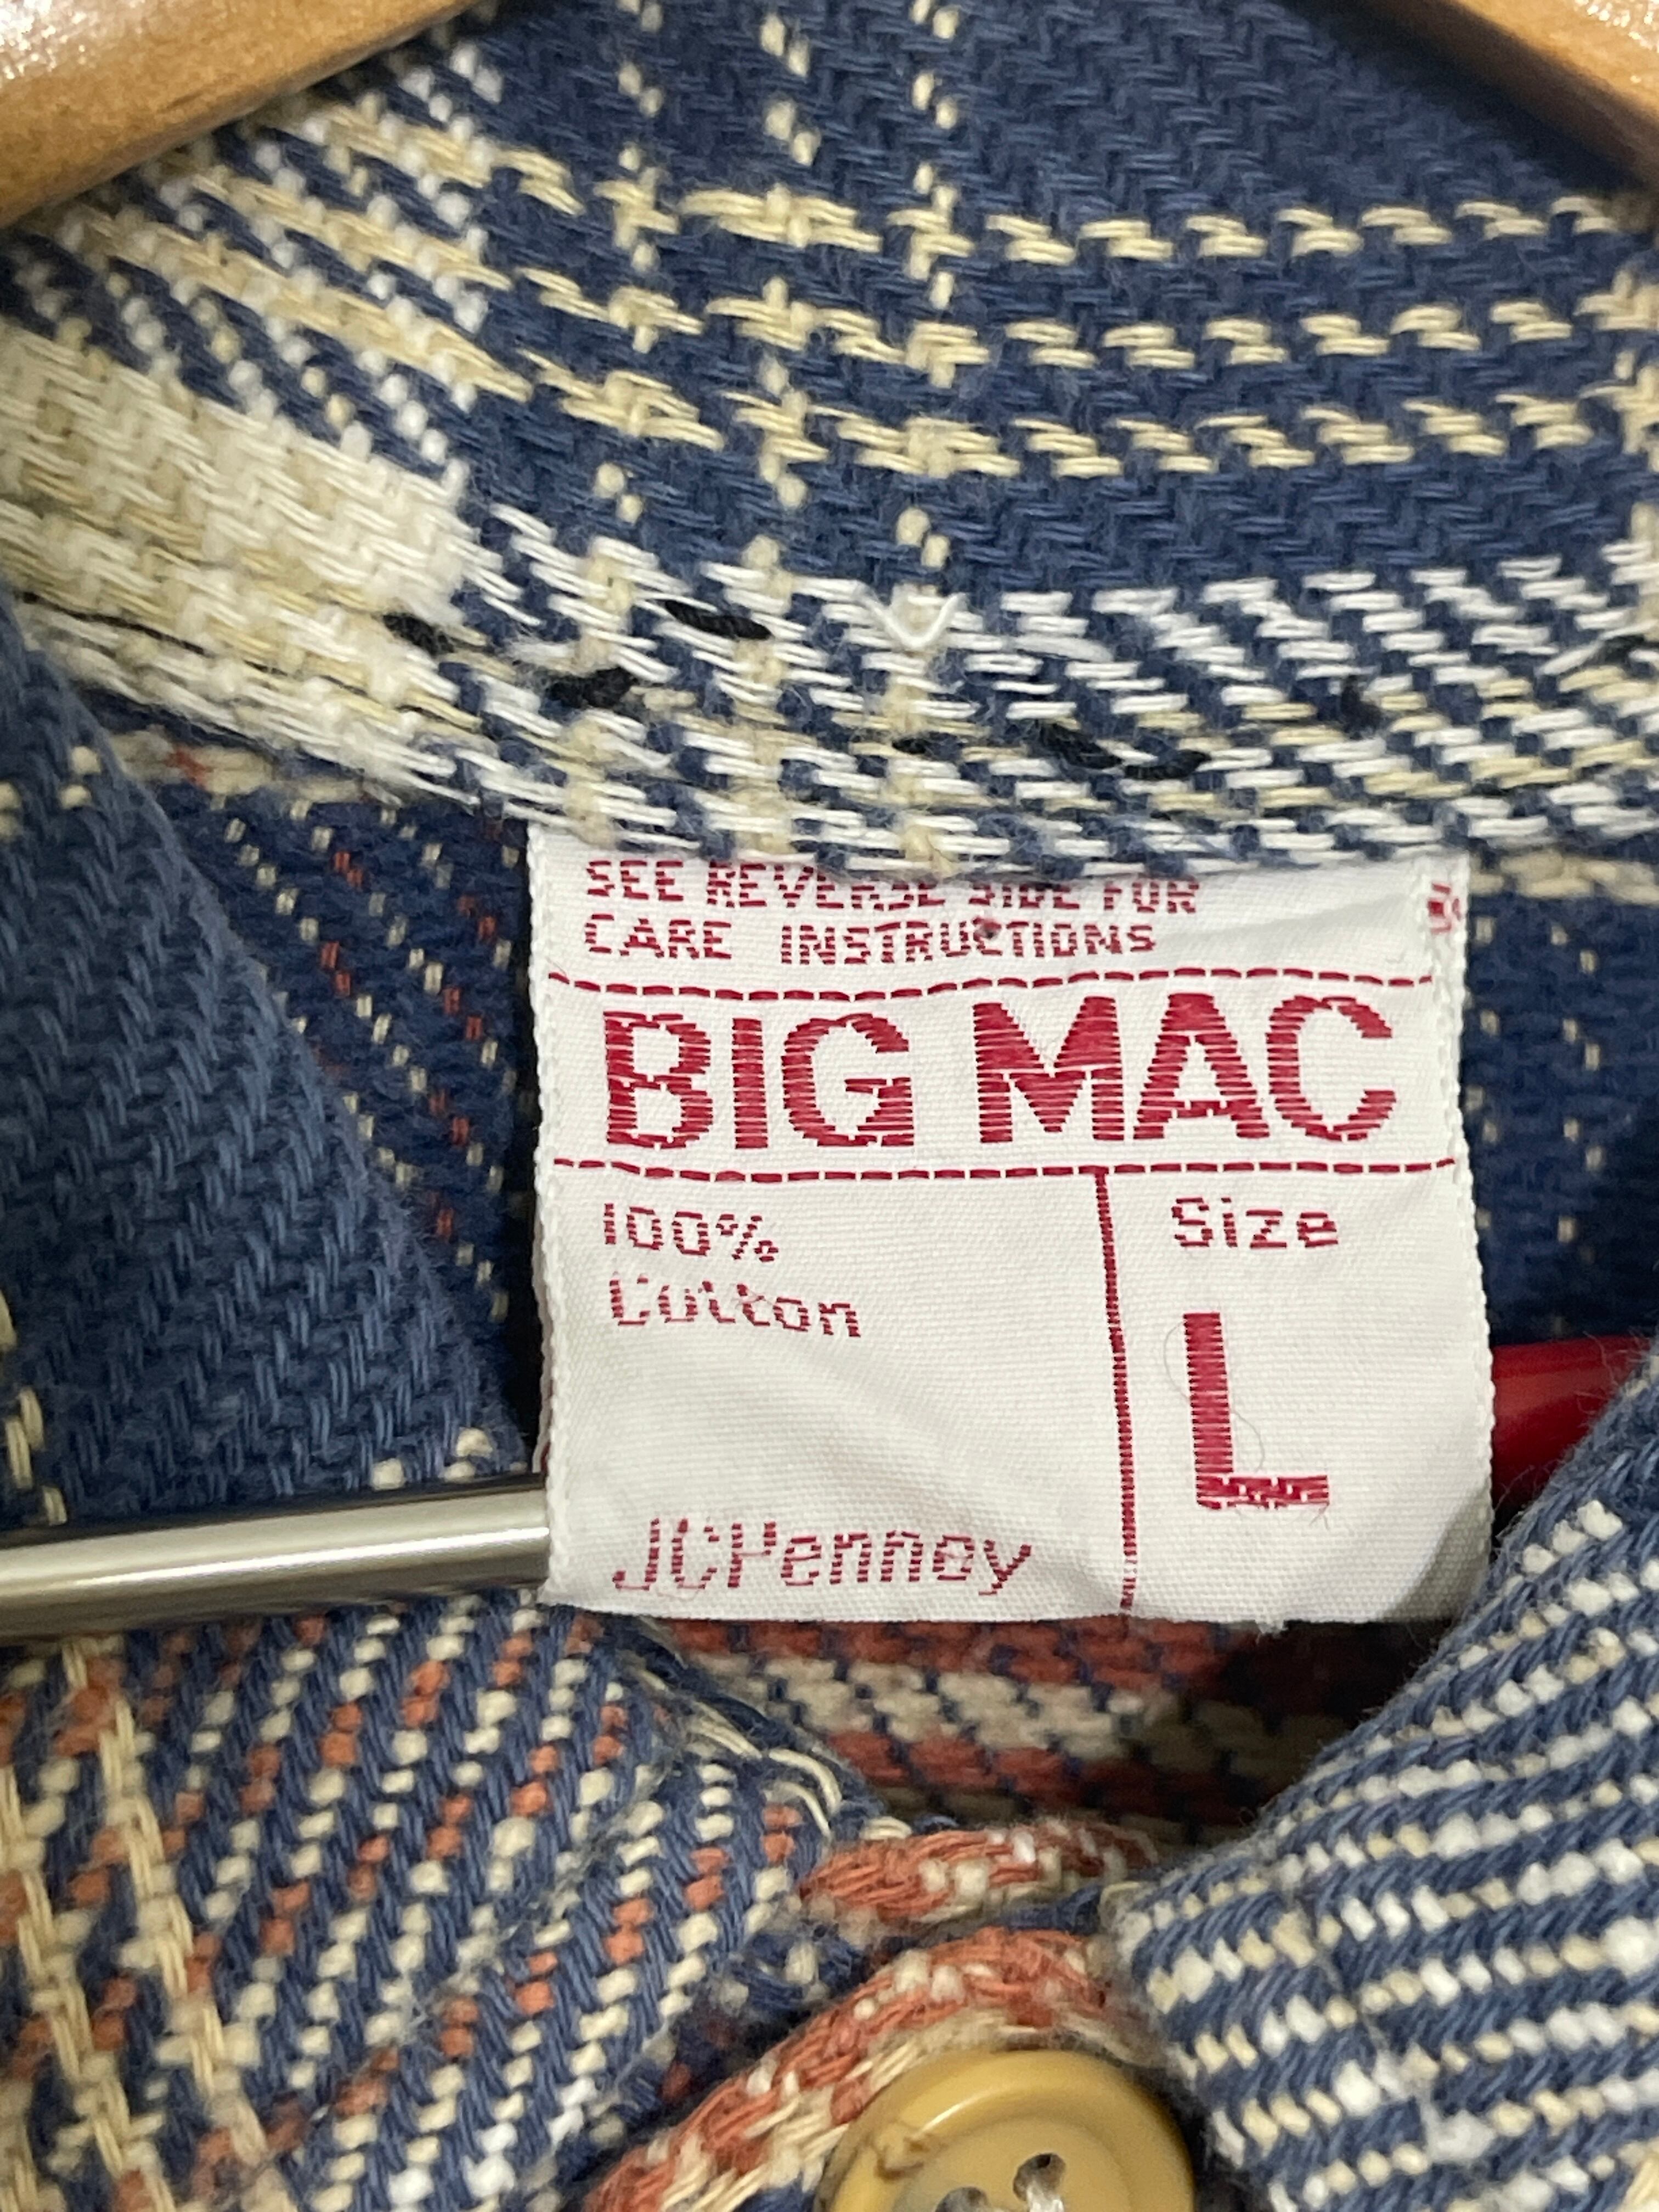 SEE REVERSE SIDE FOR
CARE INSTRUCTIONS
BIG MAC
100%
Cotton
Size
L
JCPenney